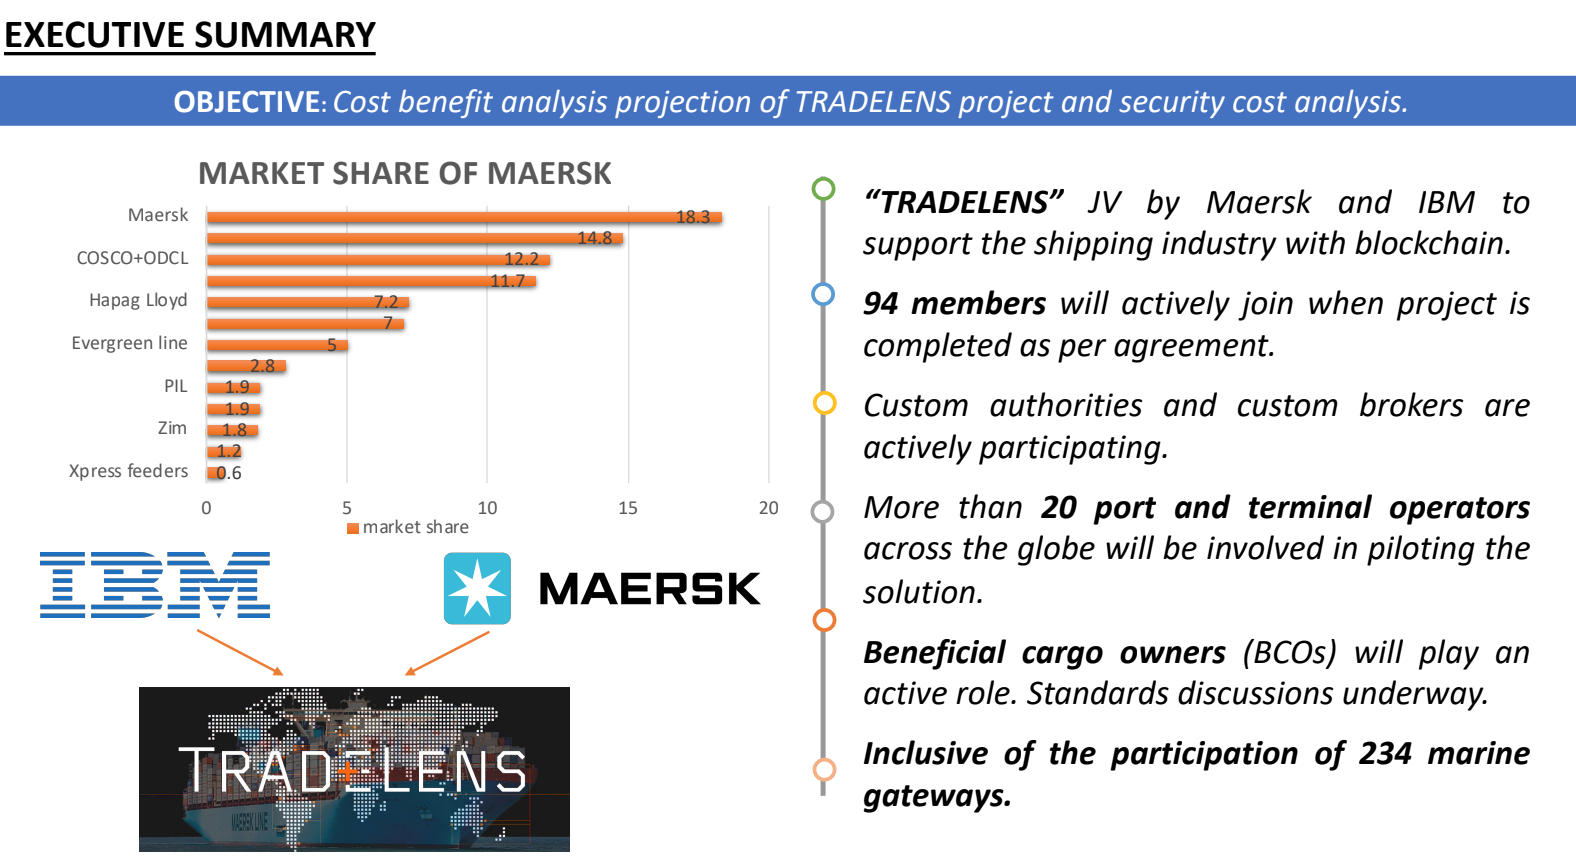 EXECUTIVE SUMMARY
OBJECTIVE: Cost benefit analysis projection of TRADELENS project and security cost analysis.
MARKET SHARE OF MAERSK
Maersk 18.3
14.8
COSCO+ODCL 12.2
11.7
Hapag Lloyd 7.2
7
Evergreen line 5
2.8
PIL 1.9
1.9
Zim 1.8
1.2
Xpress feeders 0.6
0 5 10 15 20
market share
IBM
MAERSK
TRADELENS
MAERSK LINE
“TRADELENS” JV by Maersk and IBM to
support the shipping industry with blockchain.
94 members will actively join when project is
completed as per agreement.
Custom authorities and custom brokers are
actively participating.
More than 20 port and terminal operators
across the globe will be involved in piloting the
solution.
Beneficial cargo owners (BCOs) will play an
active role. Standards discussions underway.
Inclusive of the participation of 234 marine
gateways.